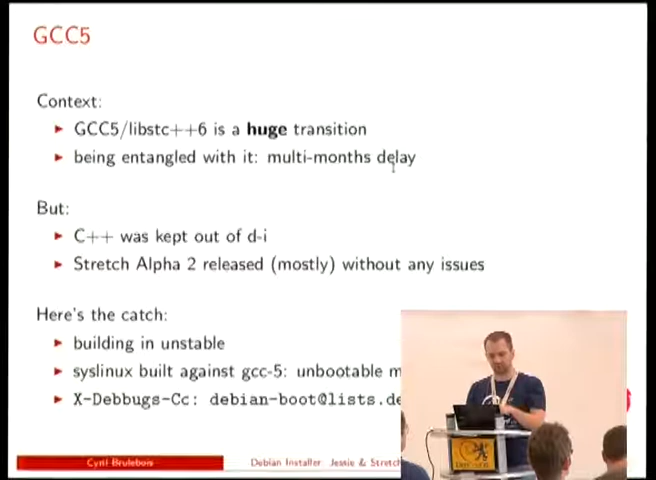 GCC5
Context:
GCC5/libstc++6 is a huge transition
being entangled with it: multi-months delay
But:
C++ was kept out of d-i
Stretch Alpha 2 released (mostly) without any issues
Here's the catch:
building in unstable
syslinux built against gcc-5: unbootable m
X-Debbugs-Cc: debian-boot@lists.de
Cyril Brulebois
Debian Installer: Jessie & Stretch